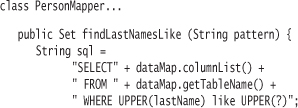 class PersonMapper...
public Set findLastNamesLike (String pattern) {
String sql =
"SELECT" + dataMap.columnList() +
" FROM " + dataMap.getTableName() +
" WHERE UPPER(lastName) like UPPER(?)";